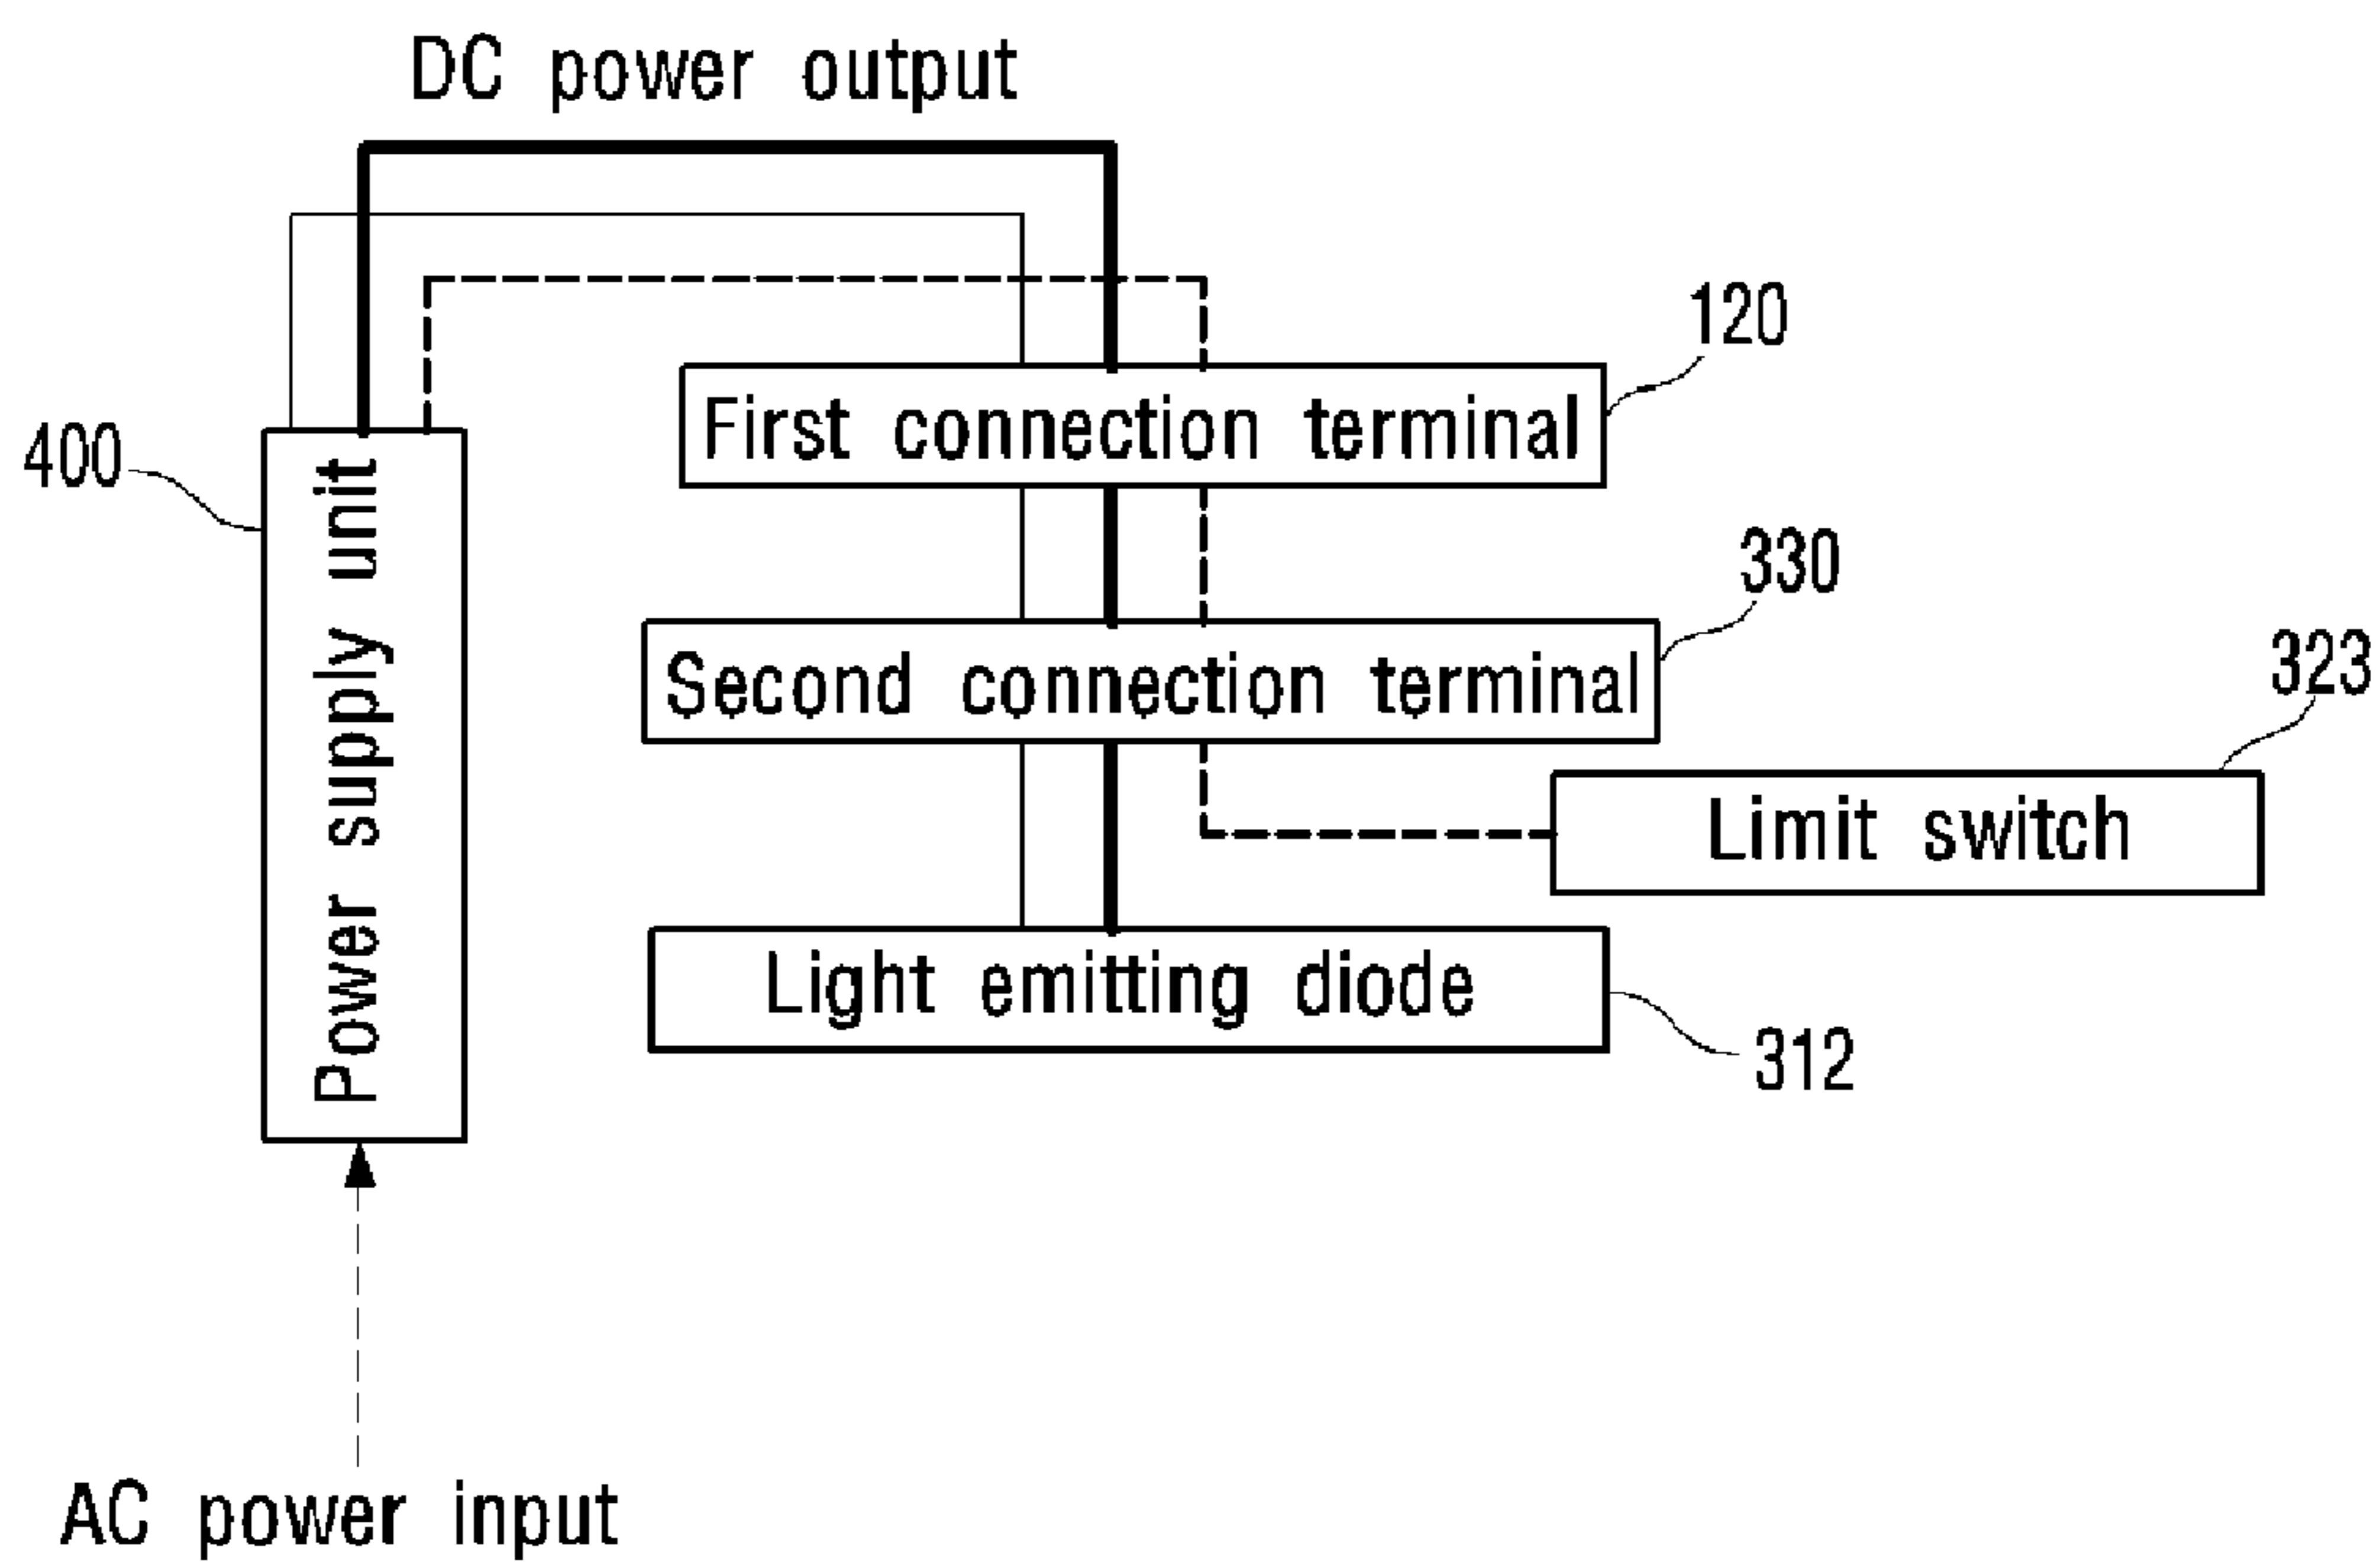 DC power output
120
First connection terminal
400
Power supply unit
330
Second connection terminal
323
Limit switch
Light emitting diode
312
AC power input